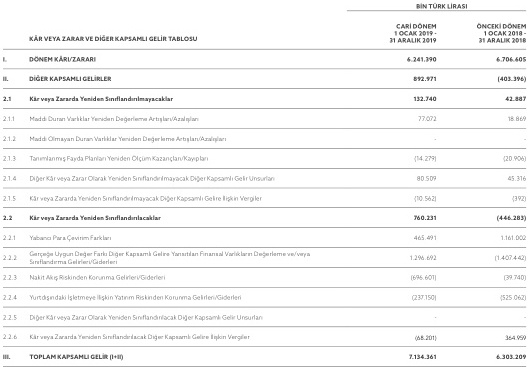 BİN TÜRK LİRASI
KÂR VEYA ZARAR VE DİĞER KAPSAMLI GELİR TABLOSU
CARİ DÖNEM
1 OCAK 2019 -
31 ARALIK 2019
ÖNCEKİ DÖNEM
1 OCAK 2018 -
31 ARALIK 2018
I. DÖNEM KÂRI/ZARARI 6.241.390 6.706.605
II. DİĞER KAPSAMLI GELİRLER 892.971 (403.396)
2.1 Kâr veya Zararda Yeniden Sınıflandırılmayacaklar 132.740 42.887
2.1.1 Maddi Duran Varlıklar Yeniden Değerleme Artışları/Azalışları 77.072 18.869
2.1.2 Maddi Olmayan Duran Varlıklar Yeniden Değerleme Artışları/Azalışları - -
2.1.3 Tanımlanmış Fayda Planları Yeniden Ölçüm Kazançları/Kayıpları (14.279) (20.906)
2.1.4 Diğer Kâr veya Zarar Olarak Yeniden Sınıflandırılmayacak Diğer Kapsamlı Gelir Unsurları 80.509 45.316
2.1.5 Kâr veya Zararda Yeniden Sınıflandırılmayacak Diğer Kapsamlı Gelire İlişkin Vergiler (10.562) (392)
2.2 Kâr veya Zararda Yeniden Sınıflandırılacaklar 760.231 (446.283)
2.2.1 Yabancı Para Çevirim Farkları 465.491 1.161.002
2.2.2 Gerçeğe Uygun Değer Farkı Diğer Kapsamlı Gelire Yansıtılan Finansal Varlıkların Değerleme ve/veya
Sınıflandırma Gelirleri/Giderleri 1.296.692 (1.407.442)
2.2.3 Nakit Akış Riskinden Korunma Gelirleri/Giderleri (696.601) (39.740)
2.2.4 Yurtdışındaki İşletmeye İlişkin Yatırım Riskinden Korunma Gelirleri/Giderleri (237.150) (525.062)
2.2.5 Diğer Kâr veya Zarar Olarak Yeniden Sınıflandırılacak Diğer Kapsamlı Gelir Unsurları - -
2.2.6 Kâr veya Zararda Yeniden Sınıflandırılacak Diğer Kapsamlı Gelire İlişkin Vergiler (68.201) 364.959
III. TOPLAM KAPSAMLI GELİR (I+II) 7.134.361 6.303.209